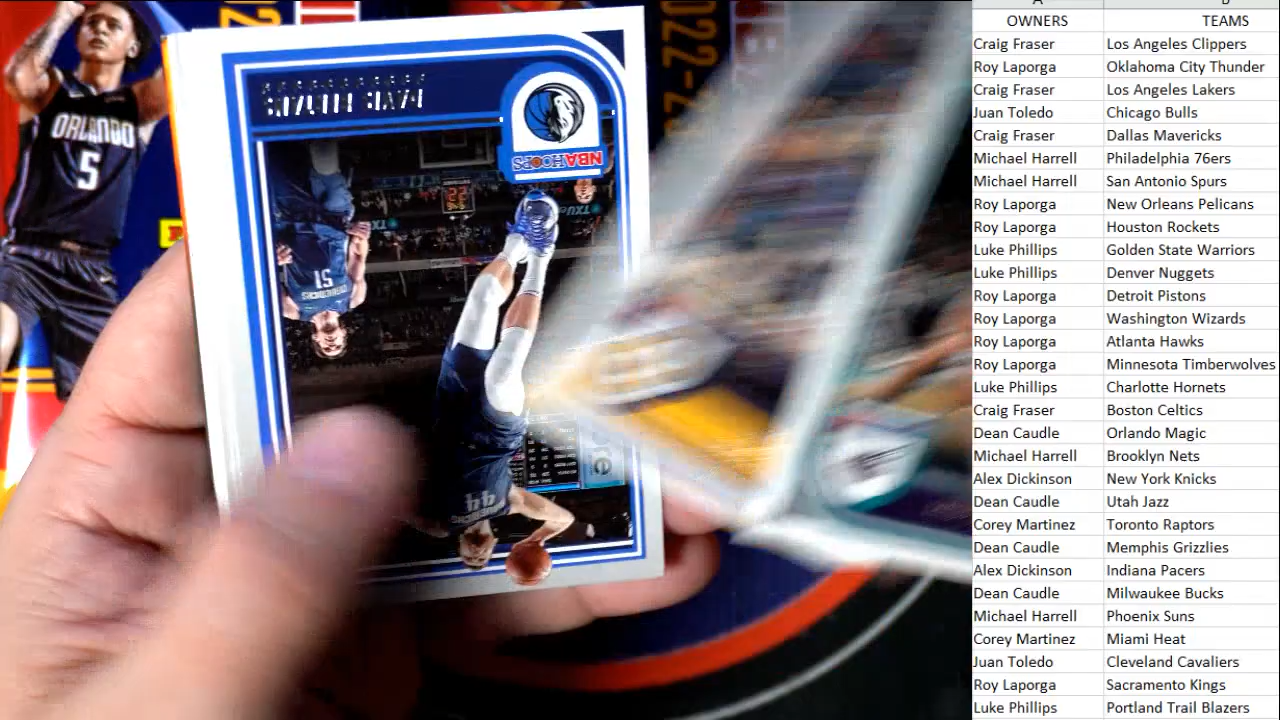 ORLANDO
5
2022-2
NBA HOOPS
22
TXU
51
44
OWNERS TEAMS
Craig Fraser Los Angeles Clippers
Roy Laporga Oklahoma City Thunder
Craig Fraser Los Angeles Lakers
Juan Toledo Chicago Bulls
Craig Fraser Dallas Mavericks
Michael Harrell Philadelphia 76ers
Michael Harrell San Antonio Spurs
Roy Laporga New Orleans Pelicans
Roy Laporga Houston Rockets
Luke Phillips Golden State Warriors
Luke Phillips Denver Nuggets
Roy Laporga Detroit Pistons
Roy Laporga Washington Wizards
Roy Laporga Atlanta Hawks
Roy Laporga Minnesota Timberwolves
Luke Phillips Charlotte Hornets
Craig Fraser Boston Celtics
Dean Caudle Orlando Magic
Michael Harrell Brooklyn Nets
Alex Dickinson New York Knicks
Dean Caudle Utah Jazz
Corey Martinez Toronto Raptors
Dean Caudle Memphis Grizzlies
Alex Dickinson Indiana Pacers
Dean Caudle Milwaukee Bucks
Michael Harrell Phoenix Suns
Corey Martinez Miami Heat
Juan Toledo Cleveland Cavaliers
Roy Laporga Sacramento Kings
Luke Phillips Portland Trail Blazers